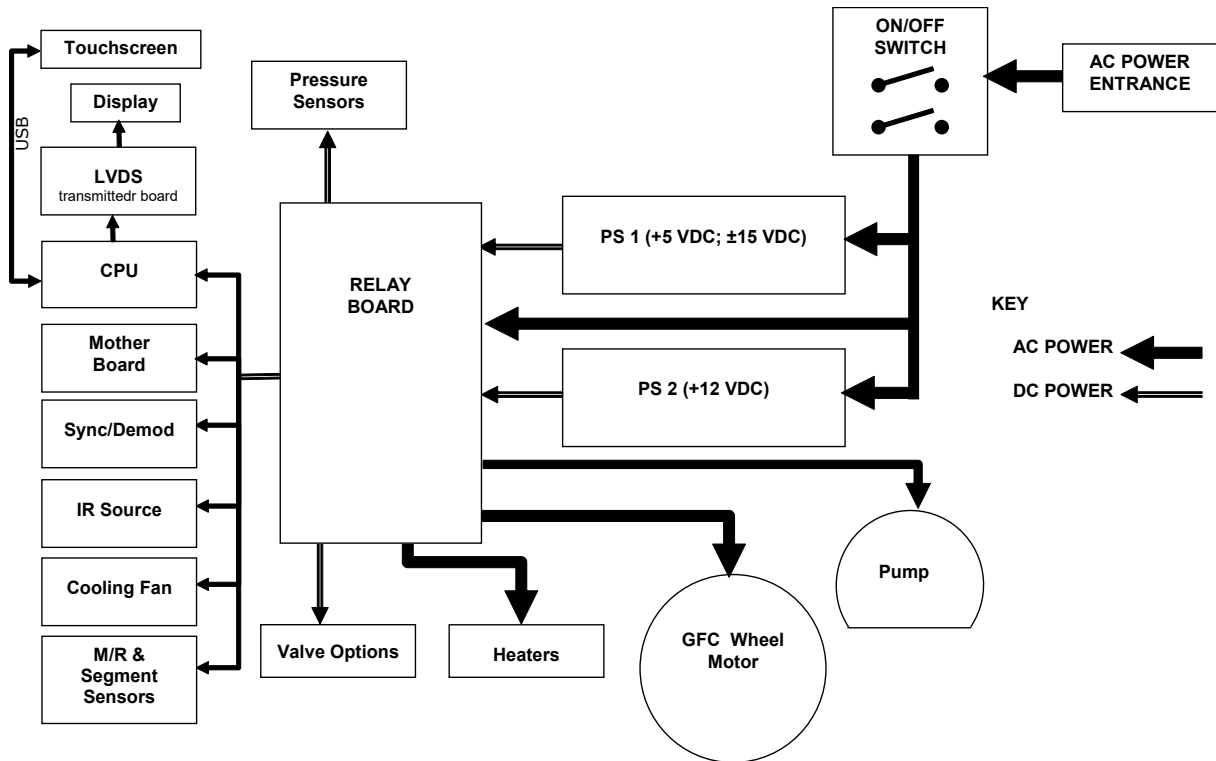 Touchscreen
Display
USB
LVDS
transmittedr board
CPU
Mother
Board
Sync/Demod
IR Source
Cooling Fan
M/R &
Segment
Sensors
Pressure
Sensors
RELAY
BOARD
Valve Options
Heaters
PS 1 (+5 VDC; ±15 VDC)
PS 2 (+12 VDC)
GFC  Wheel
Motor
Pump
ON/OFF
SWITCH
AC POWER
ENTRANCE
KEY
AC POWER
DC POWER